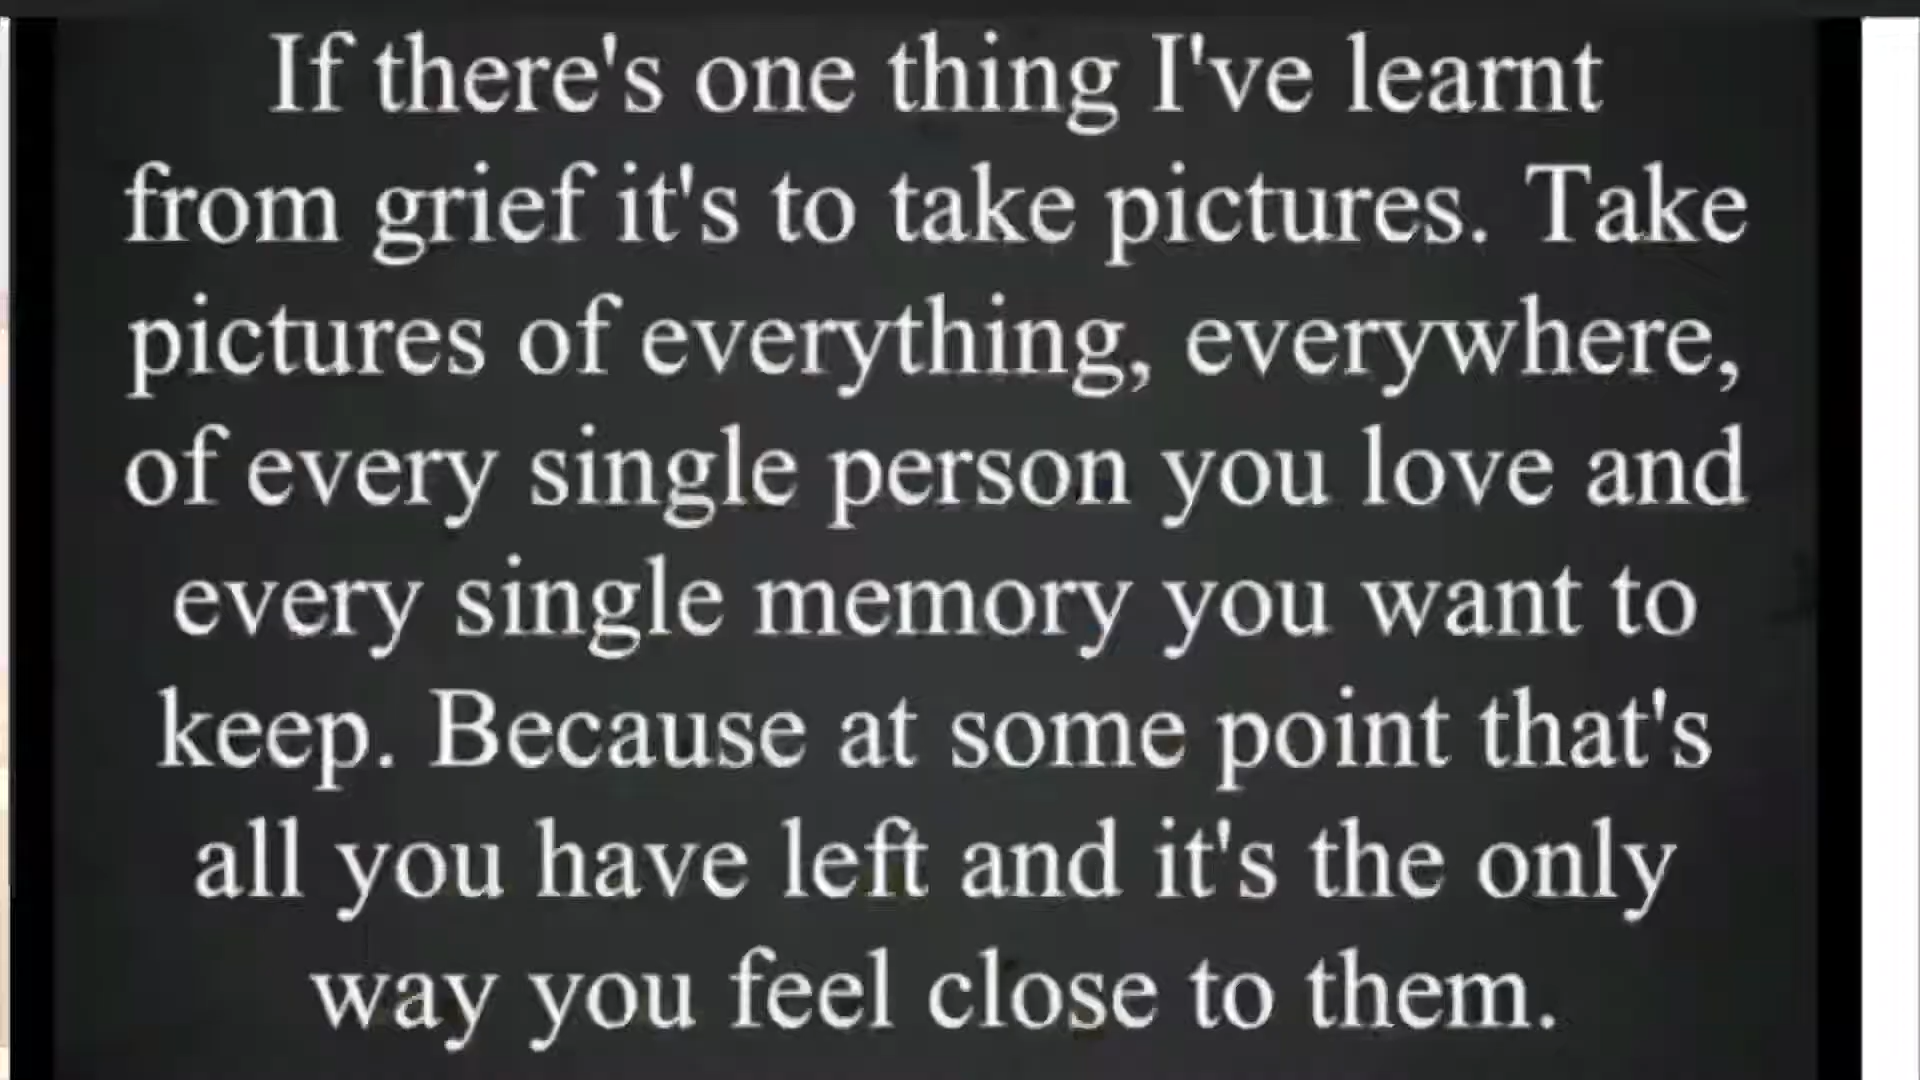 If there's one thing I've learnt
from grief it's to take pictures. Take
pictures of everything, everywhere,
of every single person you love and
every single memory you want to
keep. Because at some point that's
all you have left and it's the only
way you feel close to them.